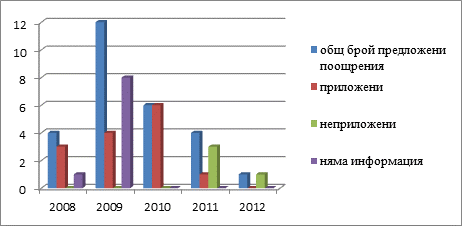 12
10
8
6
4
2
0
2008 2009 2010 2011 2012
общ брой предложени
поощрения
приложени
неприложени
няма информация